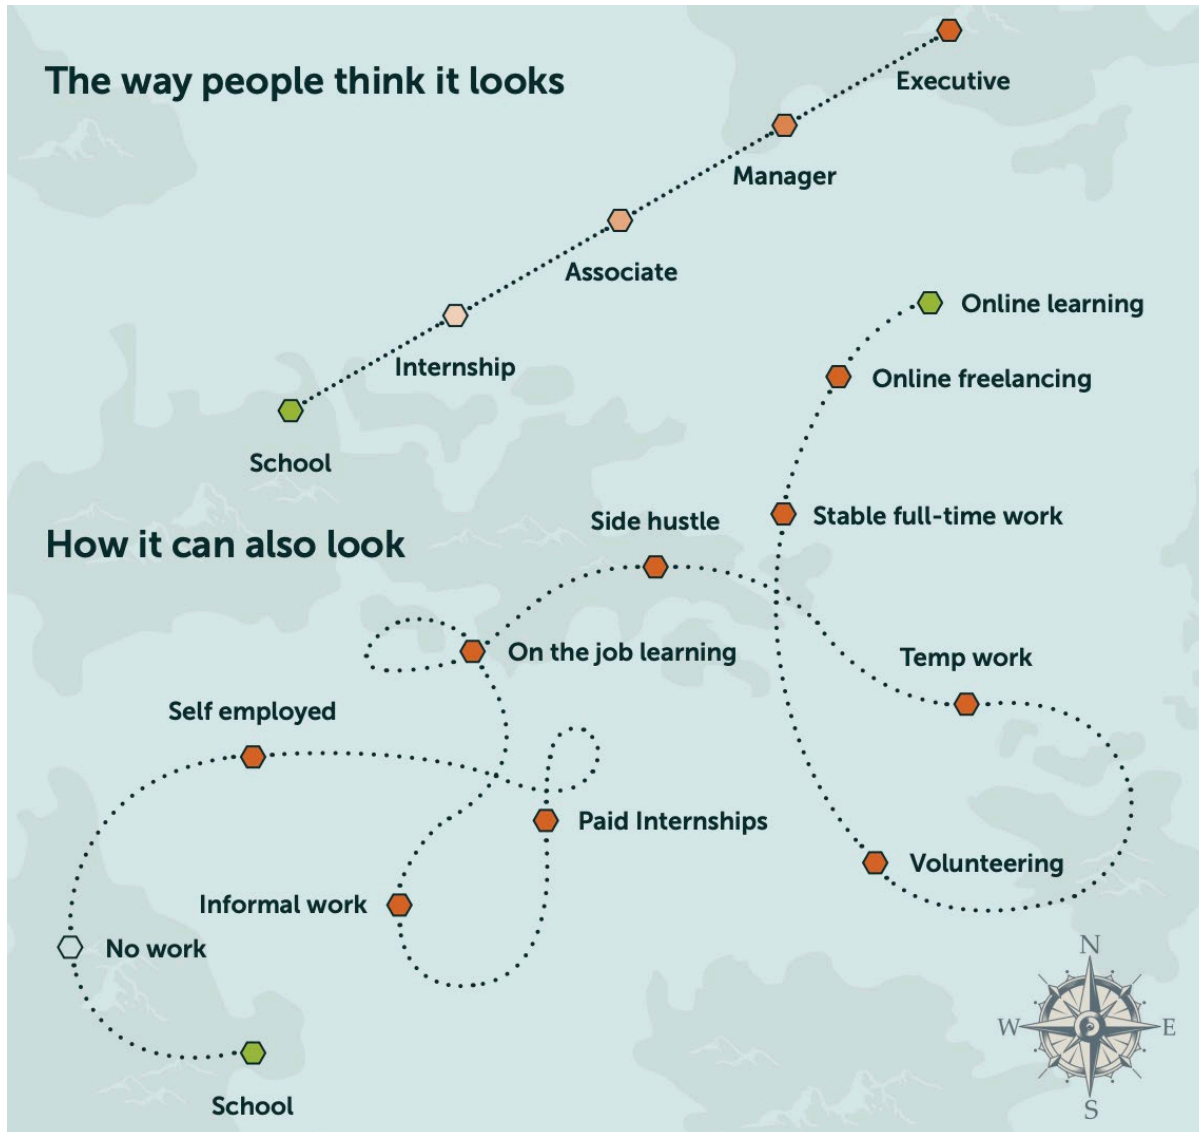 The way people think it looks
Executive
Manager
Associate
Internship
School
Online learning
Online freelancing
Stable full-time work
How it can also look
Side hustle
On the job learning
Temp work
Self employed
Paid Internships
Volunteering
Informal work
No work
School
N
W
E
S